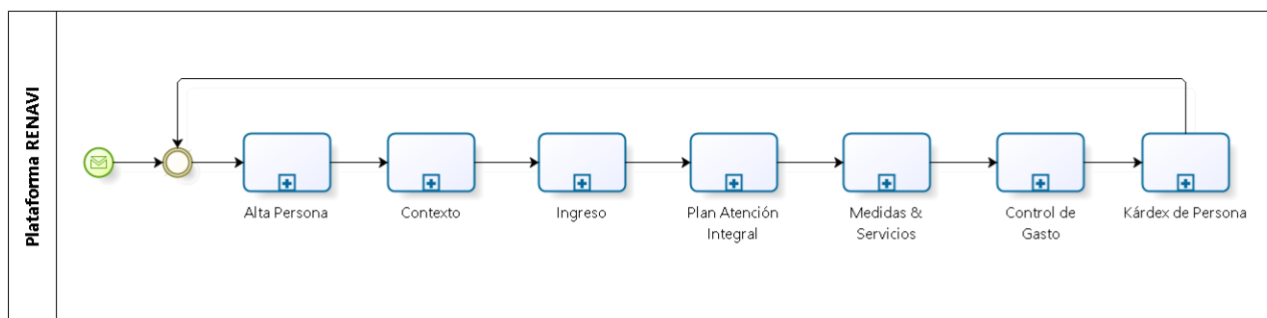 Plataforma RENAVI
Alta Persona
Contexto
Ingreso
Plan Atención
Integral
Medidas &
Servicios
Control de
Gasto
Kárdex de Persona